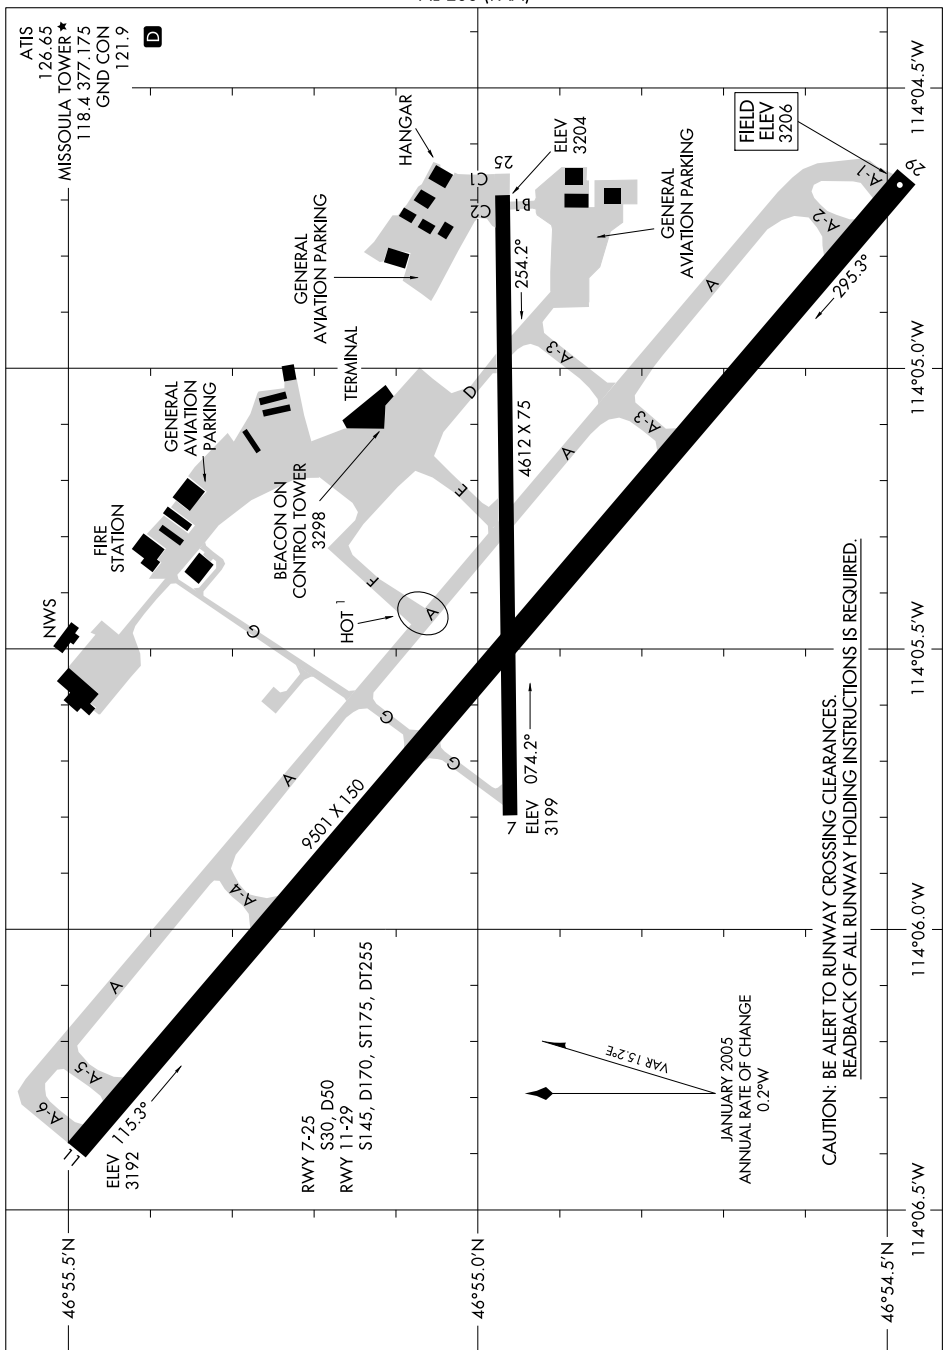 ATIS
126.65
MISSOULA TOWER ★
118.4 377.175
GND CON
121.9
D
NWS
FIRE
STATION
GENERAL
AVIATION
PARKING
TERMINAL
GENERAL
AVIATION PARKING
HANGAR
BEACON ON
CONTROL TOWER
3298
HOT 1
C1
C2
25
B1
ELEV
3204
GENERAL
AVIATION PARKING
FIELD
ELEV
3206
A-1
29
A-2
295.3°
A
254.2°
A-3
A-3
D
E
F
A
A
4612 X 75
G
G
G
A
9501 X 150
7
ELEV
3199
074.2°
A-4
A
A-5
A-6
11
115.3°
ELEV
3192
RWY 7-25
S30, D50
RWY 11-29
S145, D170, ST175, DT255
VAR 15.2°E
JANUARY 2005
ANNUAL RATE OF CHANGE
0.2°W
CAUTION: BE ALERT TO RUNWAY CROSSING CLEARANCES.
READBACK OF ALL RUNWAY HOLDING INSTRUCTIONS IS REQUIRED.
46°55.5'N
46°55.0'N
46°54.5'N
114°06.5'W
114°06.0'W
114°05.5'W
114°05.0'W
114°04.5'W